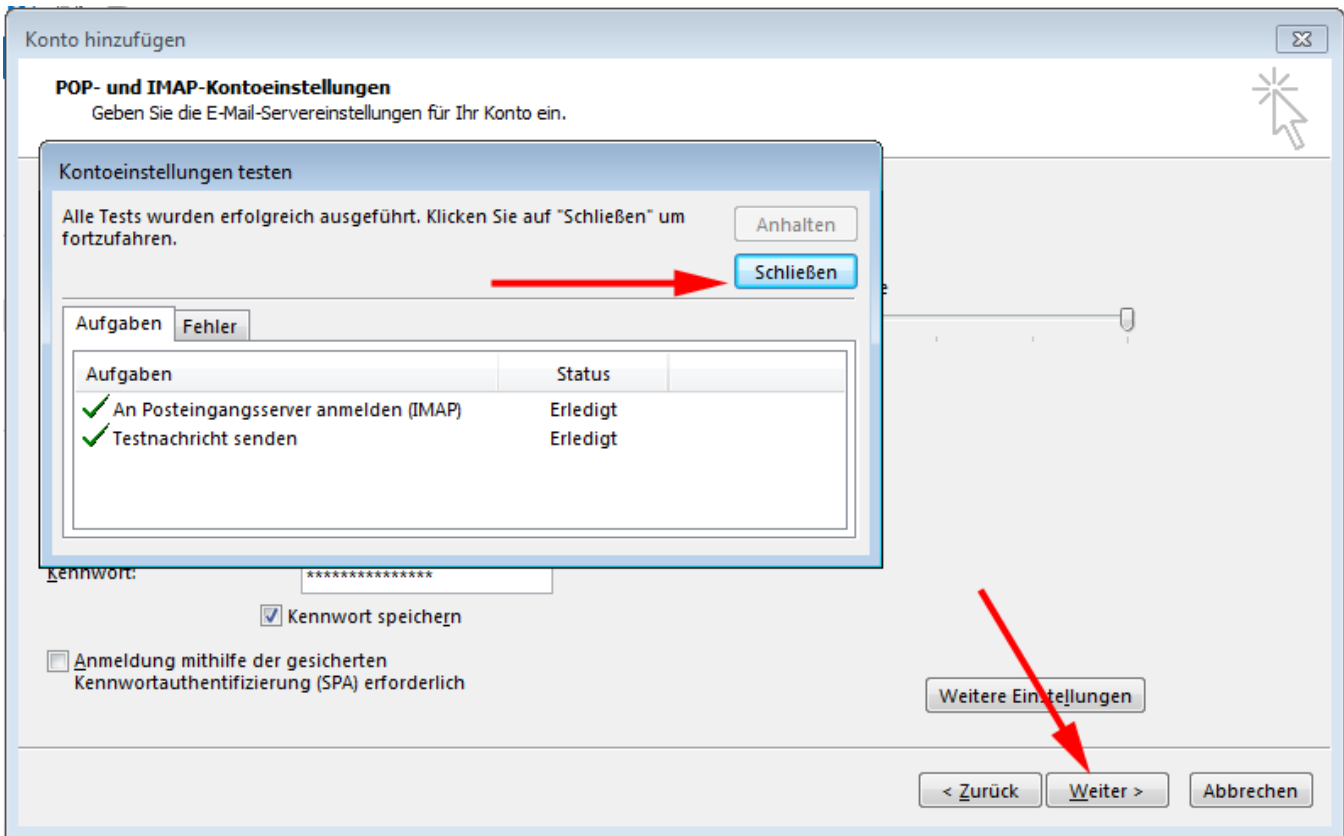 Konto hinzufügen
POP- und IMAP-Kontoeinstellungen
Geben Sie die E-Mail-Servereinstellungen für Ihr Konto ein.
Kontoeinstellungen testen
Alle Tests wurden erfolgreich ausgeführt. Klicken Sie auf "Schließen" um
fortzufahren.
Anhalten
Schließen
Aufgaben Fehler
Aufgaben Status
An Posteingangsserver anmelden (IMAP) Erledigt
Testnachricht senden Erledigt
Kennwort: ***************
Kennwort speichern
Anmeldung mithilfe der gesicherten
Kennwortauthentifizierung (SPA) erforderlich
Weitere Einstellungen
< Zurück Weiter > Abbrechen